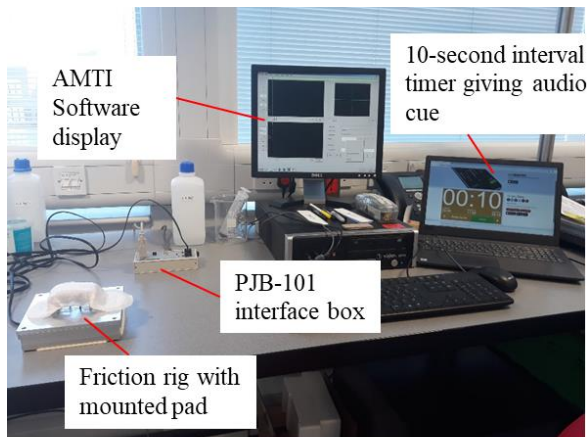 AMTI
Software
display
10-second interval
timer giving audio
cue
DELL
00:10
PJB-101
interface box
Friction rig with
mounted pad